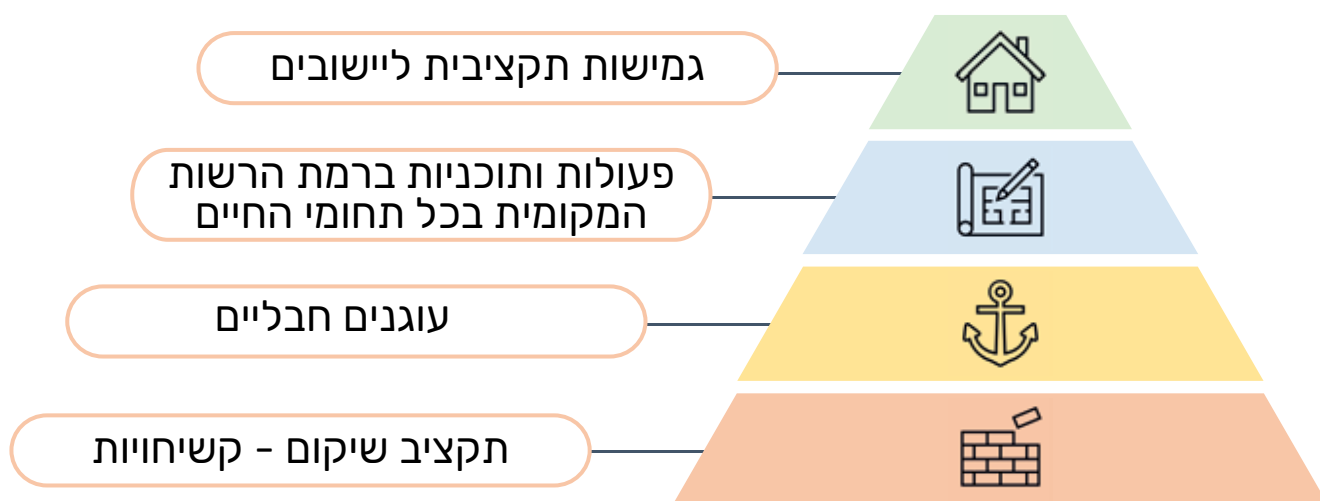 גמישות תקציבית ליישובים
פעולות ותוכניות ברמת הרשות
המקומית בכל תחומי החיים
עוגנים חבליים
תקציב שיקום - קשיחויות